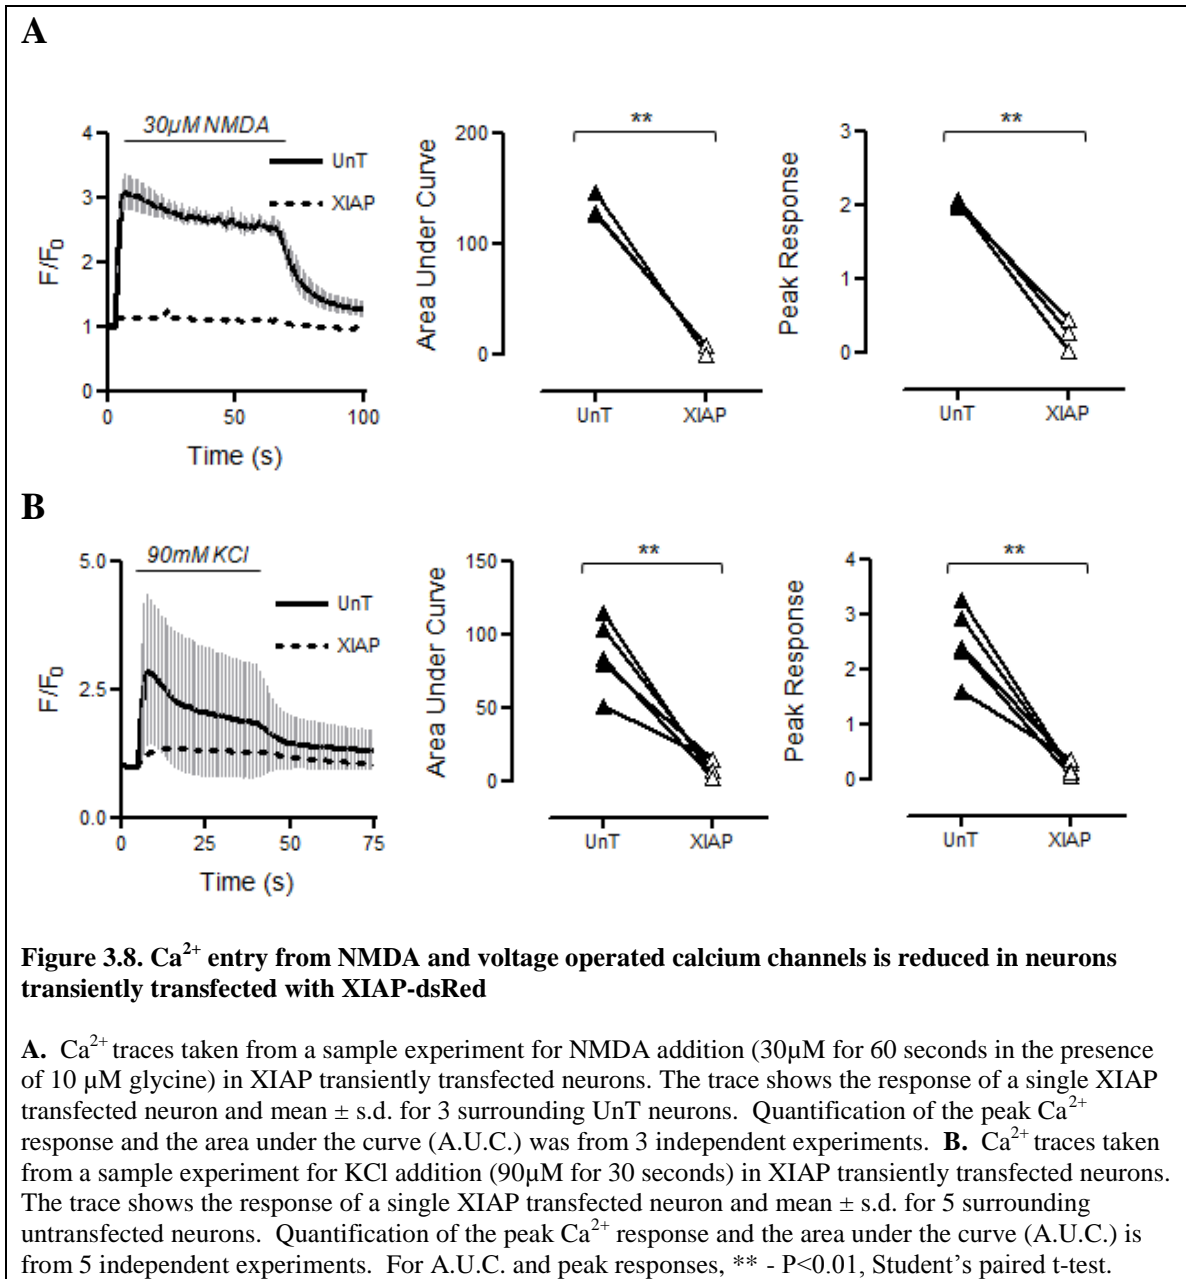 A
30µM NMDA
UnT
XIAP
F/F0
4
3
2
1
0
0
50
100
Time (s)
**
Area Under Curve
200
100
0
UnT
XIAP
**
Peak Response
3
2
1
0
UnT
XIAP
B
90mM KCl
UnT
XIAP
F/F0
5.0
2.5
0.0
0
25
50
75
Time (s)
**
Area Under Curve
150
100
50
0
UnT
XIAP
**
Peak Response
4
3
2
1
0
UnT
XIAP
Figure 3.8. Ca2+ entry from NMDA and voltage operated calcium channels is reduced in neurons
transiently transfected with XIAP-dsRed
A. Ca2+ traces taken from a sample experiment for NMDA addition (30µM for 60 seconds in the presence
of 10 µM glycine) in XIAP transiently transfected neurons. The trace shows the response of a single XIAP
transfected neuron and mean ± s.d. for 3 surrounding UnT neurons. Quantification of the peak Ca2+
response and the area under the curve (A.U.C.) was from 3 independent experiments. B. Ca2+ traces taken
from a sample experiment for KCl addition (90µM for 30 seconds) in XIAP transiently transfected neurons.
The trace shows the response of a single XIAP transfected neuron and mean ± s.d. for 5 surrounding
untransfected neurons. Quantification of the peak Ca2+ response and the area under the curve (A.U.C.) is
from 5 independent experiments. For A.U.C. and peak responses, ** - P<0.01, Student’s paired t-test.